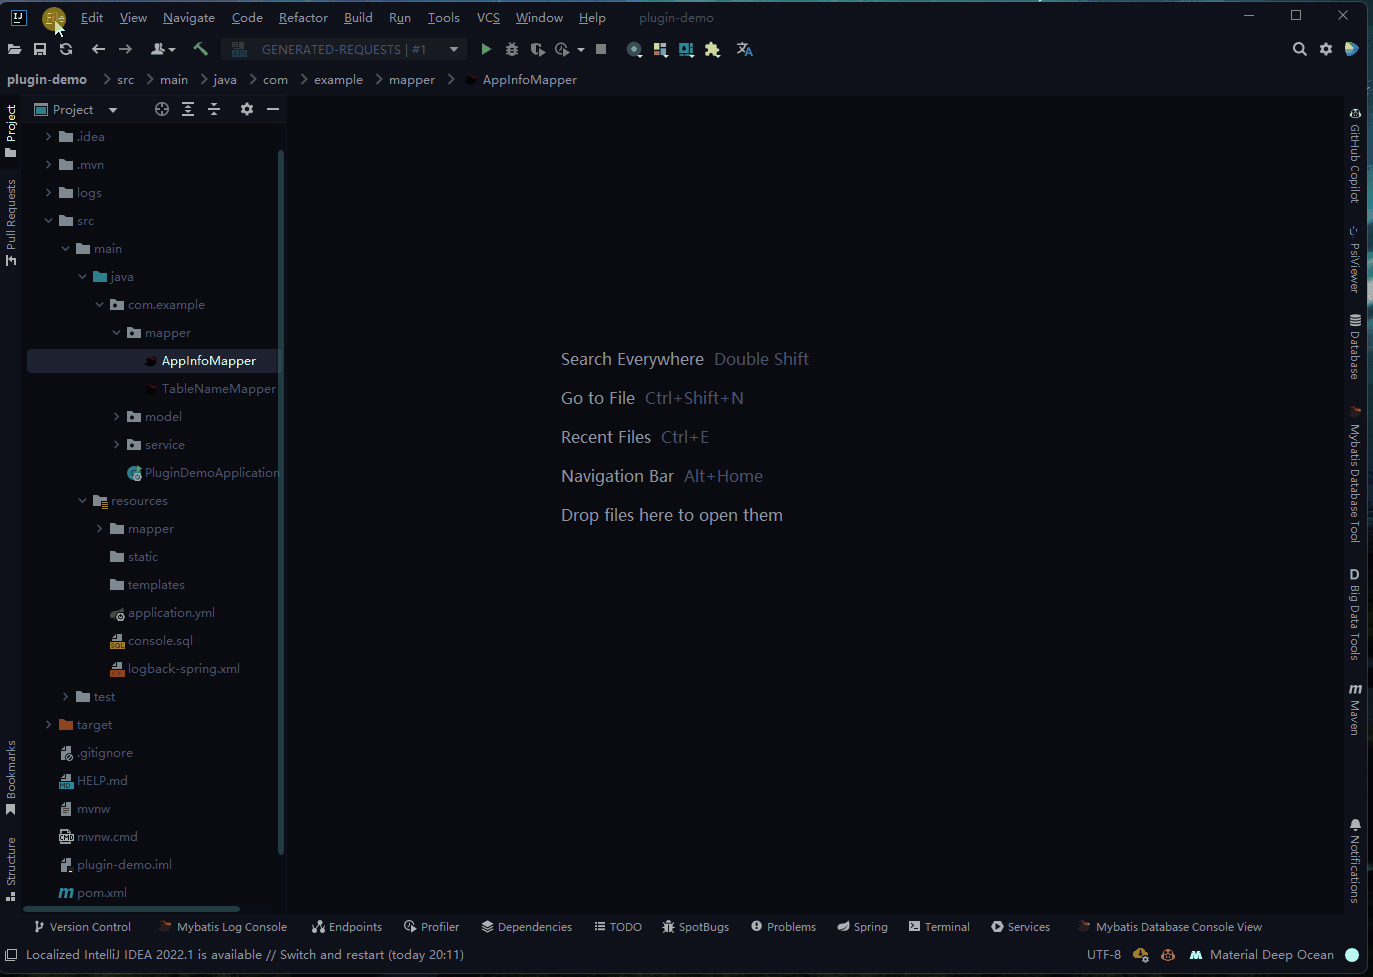 File Edit View Navigate Code Refactor Build Run Tools VCS Window Help plugin-demo
GENERATED-REQUESTS | #1
plugin-demo src main java com example mapper AppInfoMapper
Project
.idea
.mvn
logs
src
main
java
com.example
mapper
AppInfoMapper
TableNameMapper
model
service
PluginDemoApplication
resources
mapper
static
templates
application.yml
console.sql
logback-spring.xml
test
target
.gitignore
HELP.md
mvnw
mvnw.cmd
plugin-demo.iml
pom.xml
Project
Pull Requests
Bookmarks
Structure
Search Everywhere Double Shift
Go to File Ctrl+Shift+N
Recent Files Ctrl+E
Navigation Bar Alt+Home
Drop files here to open them
GitHub Copilot
PsiViewer
Database
Mybatis Database Tool
D Big Data Tools
m Maven
Notifications
Version Control Mybatis Log Console Endpoints Profiler Dependencies TODO SpotBugs Problems Spring Terminal Services Mybatis Database Console View
Localized IntelliJ IDEA 2022.1 is available // Switch and restart (today 20:11) UTF-8 Material Deep Ocean